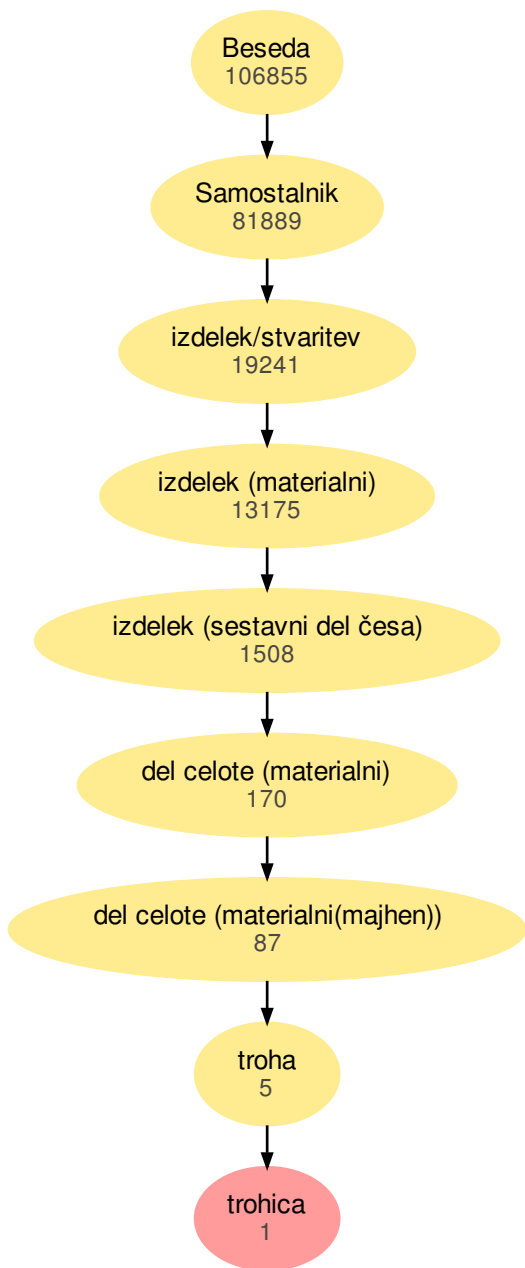 Beseda
106855
Samostalnik
81889
izdelek/stvaritev
19241
izdelek (materialni)
13175
izdelek (sestavni del česa)
1508
del celote (materialni)
170
del celote (materialni(majhen))
87
troha
5
trohica
1